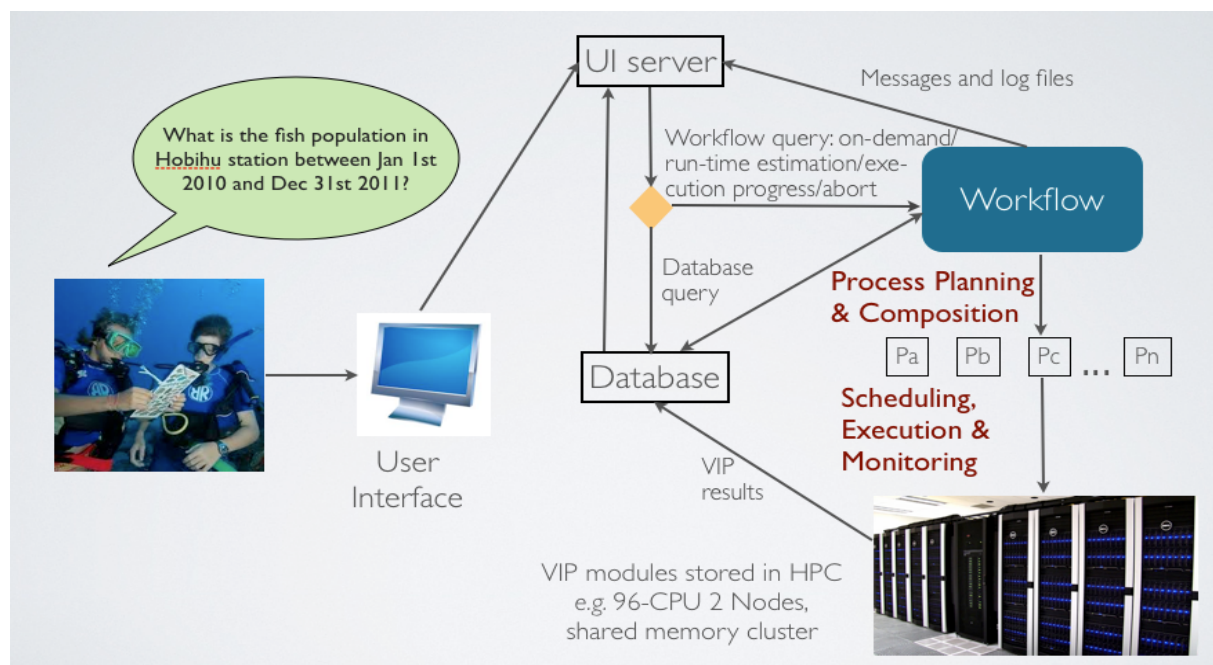 UI server
Messages and log files
What is the fish population in
Hobihu station between Jan 1st
2010 and Dec 31st 2011?
Workflow query: on-demand/
run-time estimation/exe-
cution progress/abort
Workflow
Database
query
Process Planning
& Composition
Pa Pb Pc ... Pn
Database
Scheduling,
Execution &
Monitoring
User
Interface
VIP
results
VIP modules stored in HPC
e.g. 96-CPU 2 Nodes,
shared memory cluster